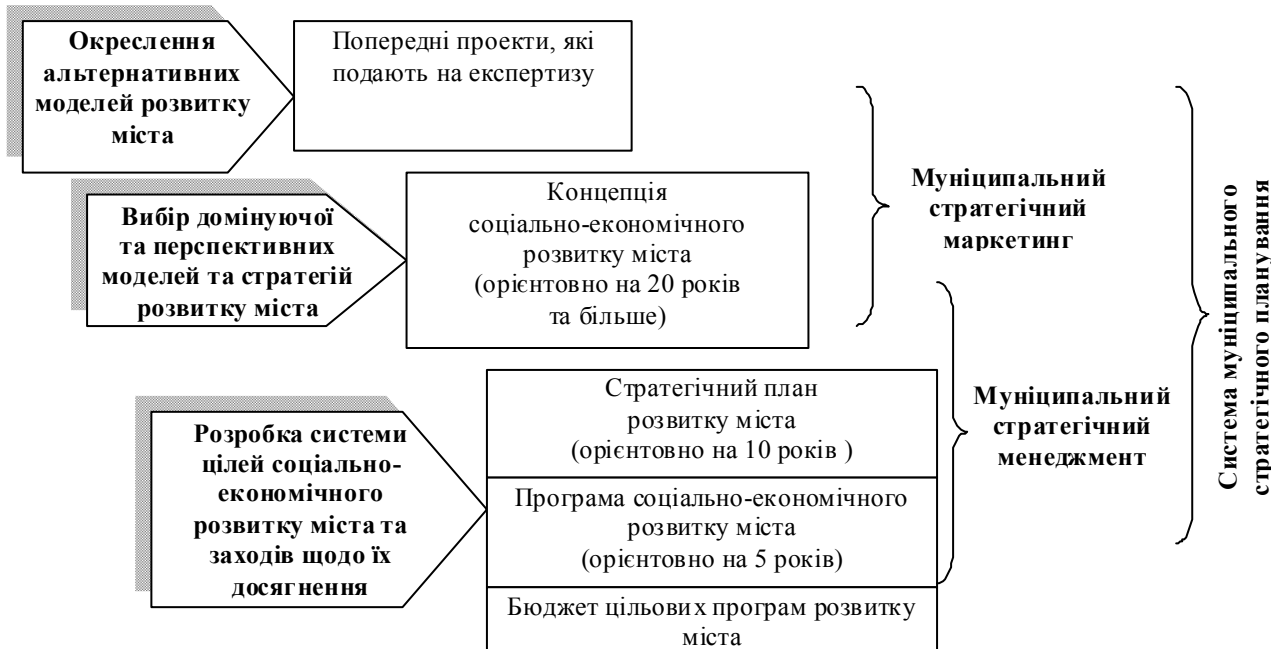 Окреслення
альтернативних
моделей розвитку
міста
Попередні проекти, які
подають на експертизу
Вибір домінуючої
та перспективних
моделей та стратегій
розвитку міста
Концепція
соціально-економічного
розвитку міста
(орієнтовно на 20 років
та більше)
Розробка системи
цілей соціально-
економічного
розвитку міста та
заходів щодо їх
досягнення
Стратегічний план
розвитку міста
(орієнтовно на 10 років )
Програма соціально-економічного
розвитку міста
(орієнтовно на 5 років)
Бюджет цільових програм розвитку
міста
Муніципальний
стратегічний
маркетинг
Муніципальний
стратегічний
менеджмент
Система муніципального
стратегічного планування